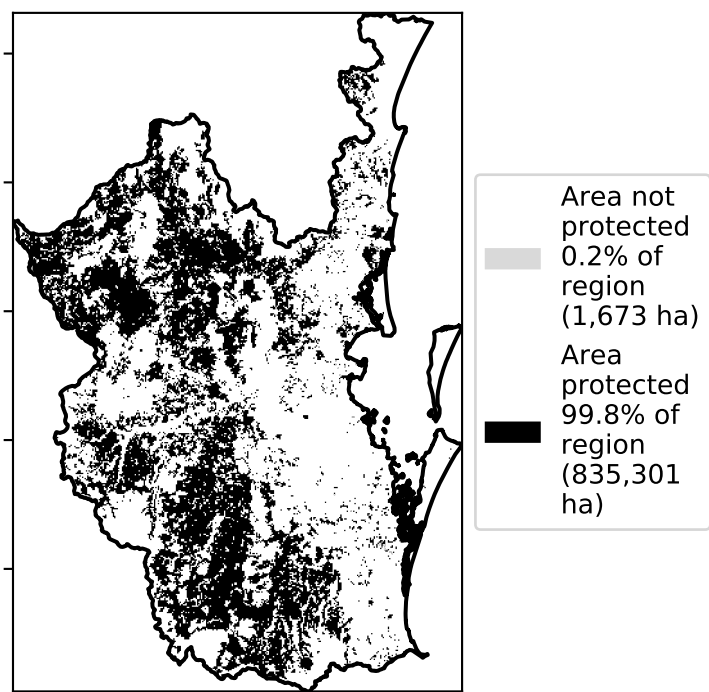 Area not
protected
0.2% of
region
(1,673 ha)
Area
protected
99.8% of
region
(835,301
ha)